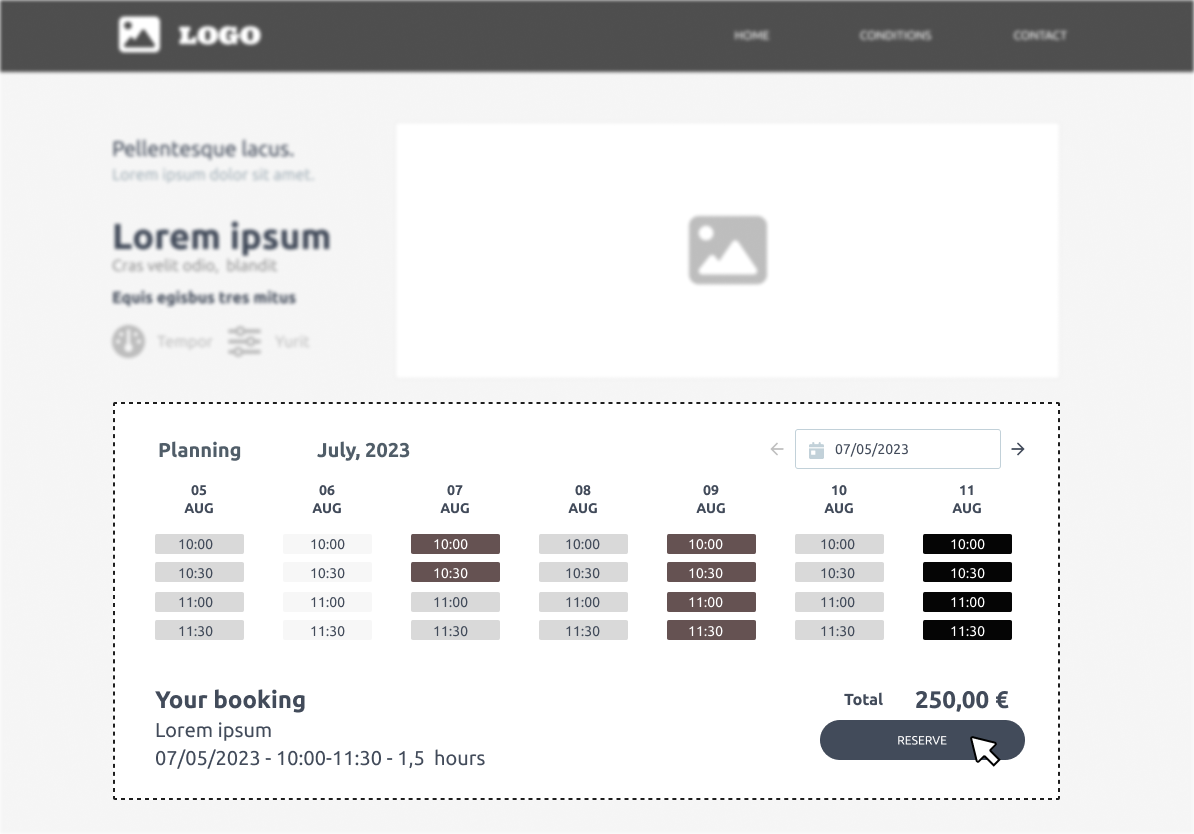 LOGO HOME CONDITIONS CONTACT
Pellentesque lacus.
Lorem ipsum dolor sit amet.
Lorem ipsum
Cras velit odio, blandit
Equis egisbus tres mitus
Tempor Yurit
Planning July, 2023 07/05/2023
05 06 07 08 09 10 11
AUG AUG AUG AUG AUG AUG AUG
10:00 10:00 10:00 10:00 10:00 10:00 10:00
10:30 10:30 10:30 10:30 10:30 10:30 10:30
11:00 11:00 11:00 11:00 11:00 11:00 11:00
11:30 11:30 11:30 11:30 11:30 11:30 11:30
Your booking Total 250,00 €
Lorem ipsum RESERVE
07/05/2023 - 10:00-11:30 - 1,5 hours